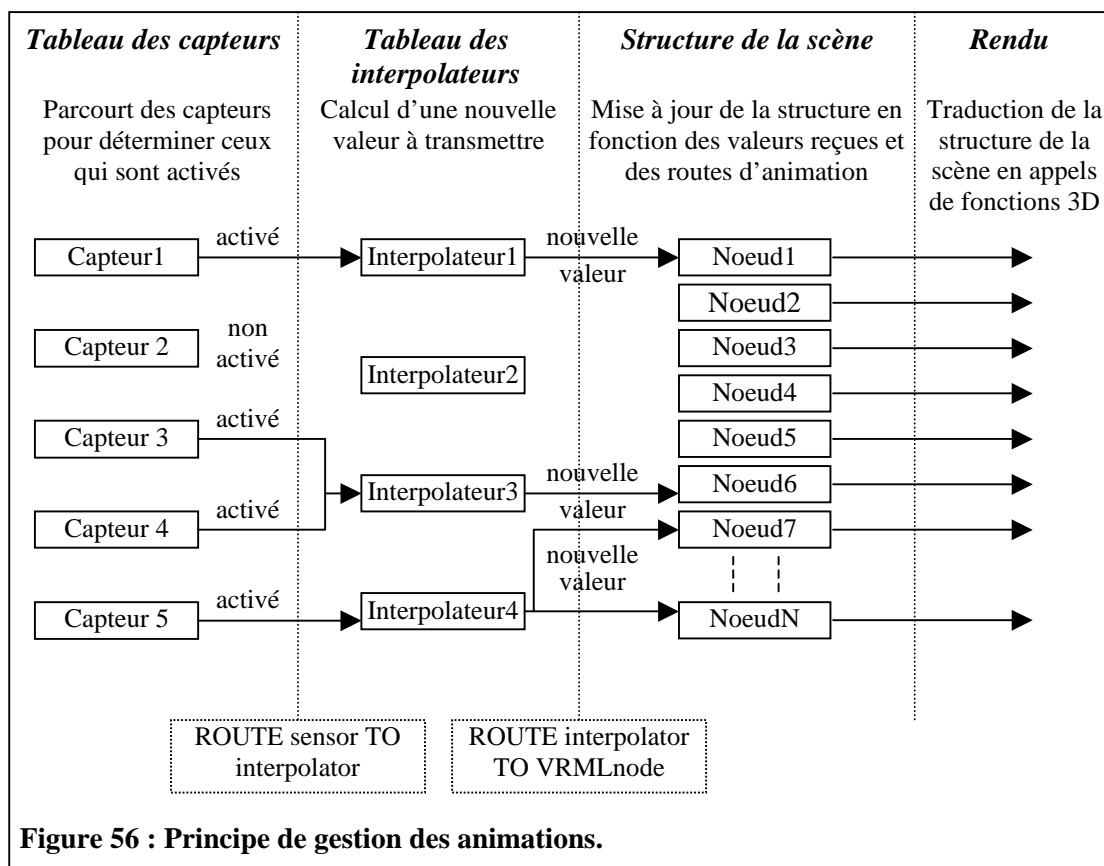 Tableau des capteurs
Parcourt des capteurs
pour déterminer ceux
qui sont activés
Tableau des
interpolateurs
Calcul d’une nouvelle
valeur à transmettre
Structure de la scène
Mise à jour de la structure en
fonction des valeurs reçues et
des routes d’animation
Rendu
Traduction de la
structure de la
scène en appels
de fonctions 3D
Capteur1
activé
Interpolateur1
nouvelle
valeur
Noeud1
Noeud2
Capteur 2
non
activé
Interpolateur2
Noeud3
Noeud4
Capteur 3
activé
Noeud5
Interpolateur3
nouvelle
valeur
Noeud6
Capteur 4
activé
Noeud7
nouvelle
valeur
Capteur 5
activé
Interpolateur4
NoeudN
ROUTE sensor TO
interpolator
ROUTE interpolator
TO VRMLnode
Figure 56 : Principe de gestion des animations.